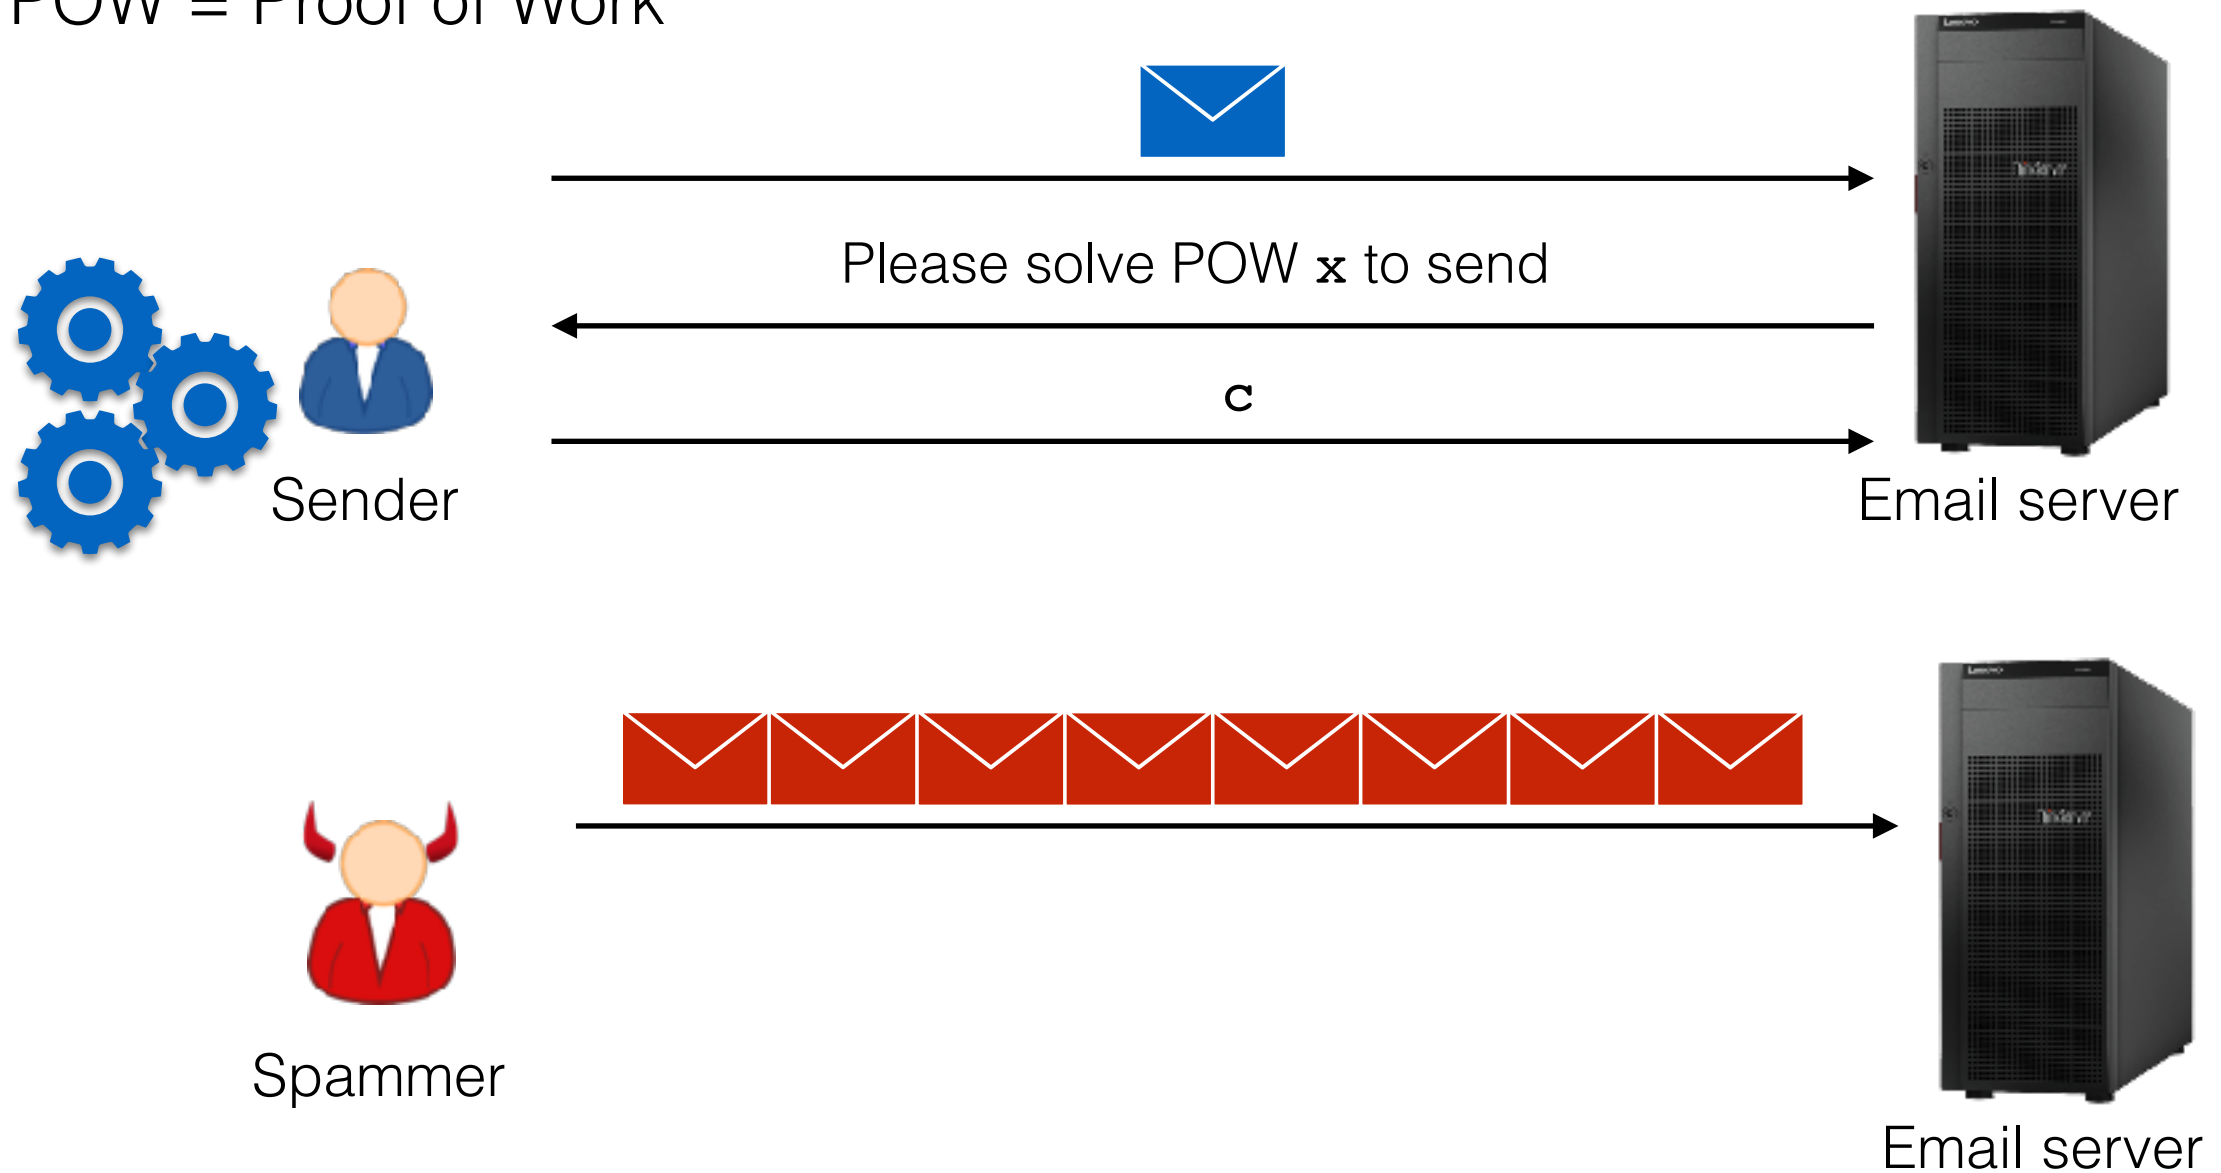 POW = Proof of Work
Please solve POW x to send
c
Sender
Email server
Spammer
Email server